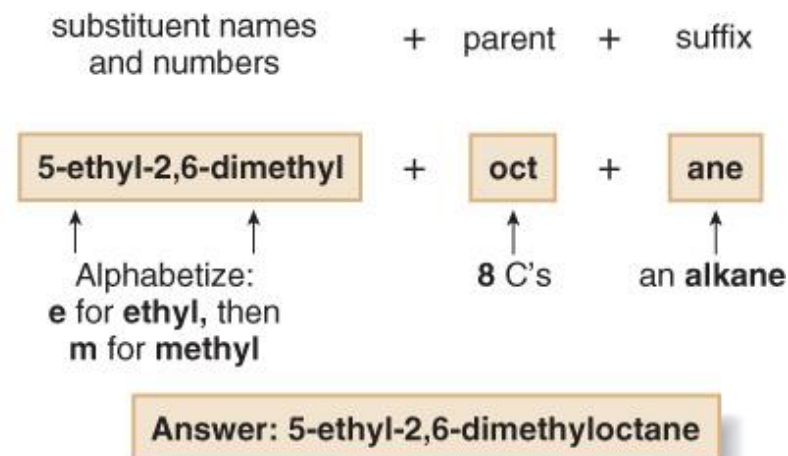 substituent names + parent + suffix
and numbers
5-ethyl-2,6-dimethyl + oct + ane
Alphabetize: 8 C's an alkane
e for ethyl, then
m for methyl
Answer: 5-ethyl-2,6-dimethyloctane